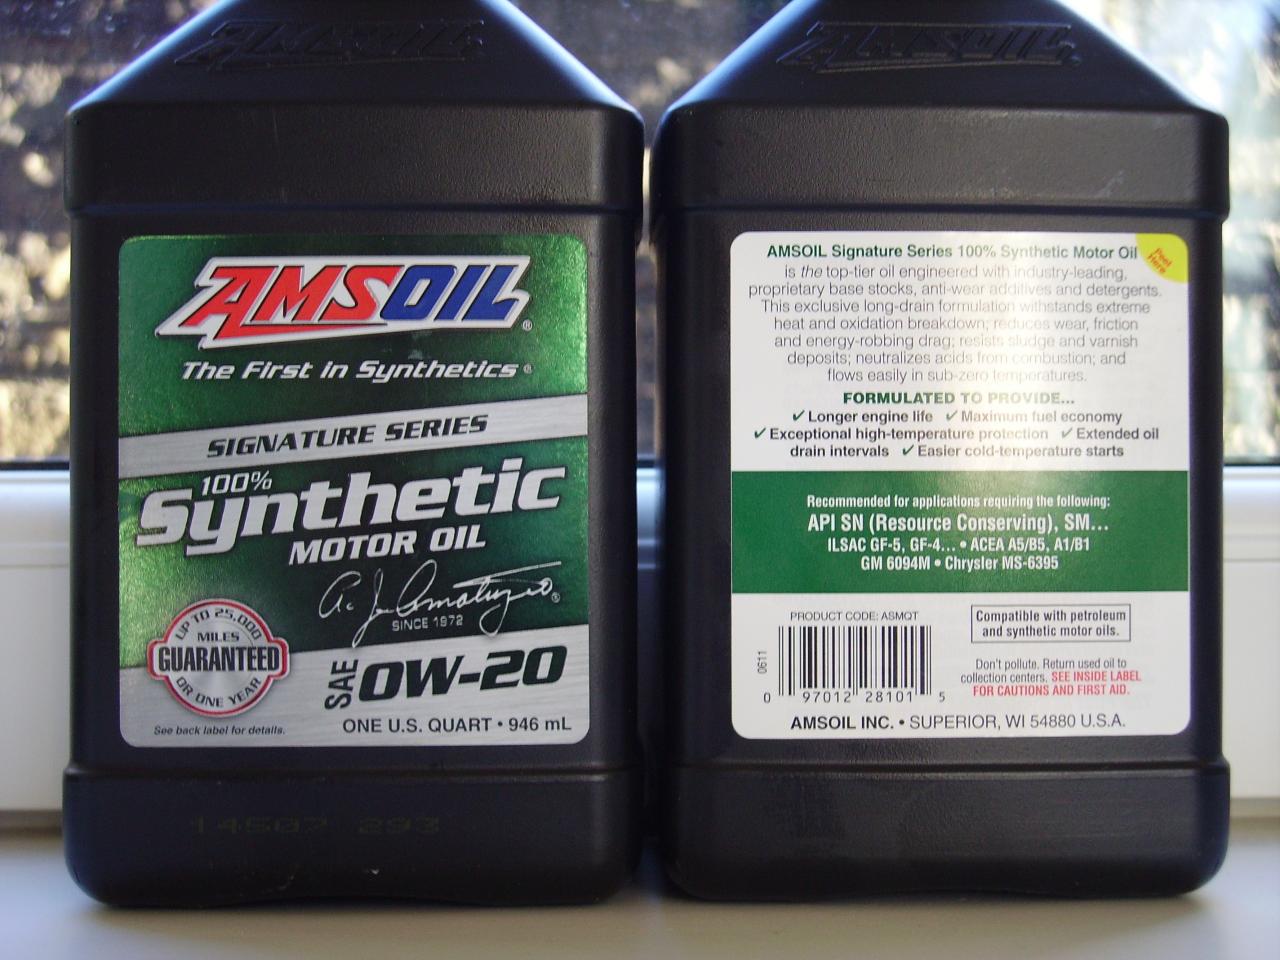 AMSOIL
AMSOIL®
The First in Synthetics®
SIGNATURE SERIES
100%
Synthetic
MOTOR OIL
A. J. Amatuzio®
SINCE 1972
UP TO 25,000
MILES
GUARANTEED
OR ONE YEAR
SAE 0W-20
See back label for details.
ONE U.S. QUART • 946 mL
14507 293
AMSOIL
AMSOIL Signature Series 100% Synthetic Motor Oil
Peel
Here
is the top-tier oil engineered with industry-leading,
proprietary base stocks, anti-wear additives and detergents.
This exclusive long-drain formulation withstands extreme
heat and oxidation breakdown; reduces wear, friction
and energy-robbing drag; resists sludge and varnish
deposits; neutralizes acids from combustion; and
flows easily in sub-zero temperatures.
FORMULATED TO PROVIDE...
✓ Longer engine life ✓ Maximum fuel economy
✓ Exceptional high-temperature protection ✓ Extended oil
drain intervals ✓ Easier cold-temperature starts
Recommended for applications requiring the following:
API SN (Resource Conserving), SM...
ILSAC GF-5, GF-4... • ACEA A5/B5, A1/B1
GM 6094M • Chrysler MS-6395
PRODUCT CODE: ASMQT
0611
0 97012 28101 5
Compatible with petroleum
and synthetic motor oils.
Don't pollute. Return used oil to
collection centers. SEE INSIDE LABEL
FOR CAUTIONS AND FIRST AID.
AMSOIL INC. • SUPERIOR, WI 54880 U.S.A.